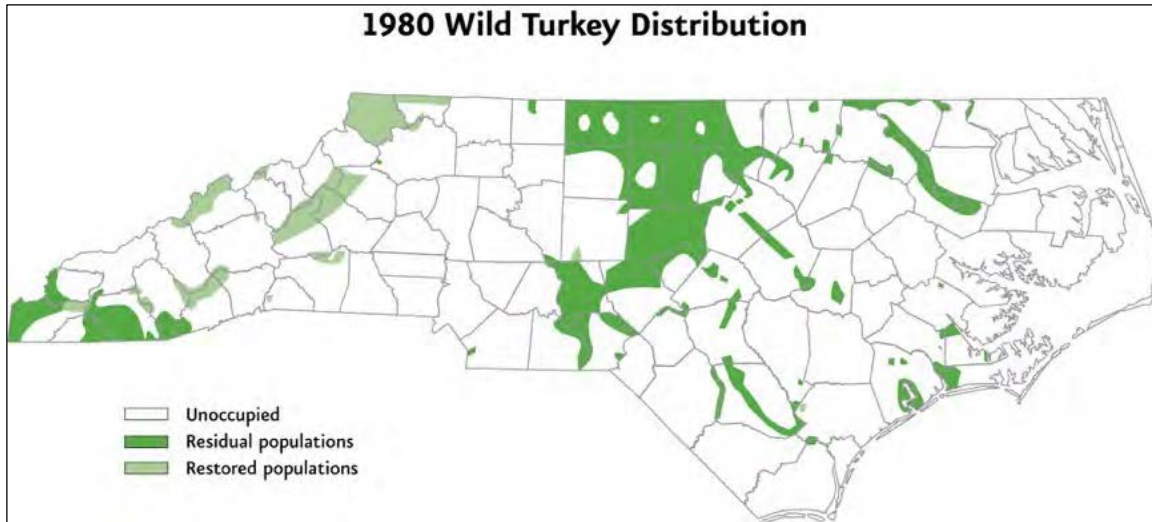 1980 Wild Turkey Distribution
Unoccupied
Residual populations
Restored populations